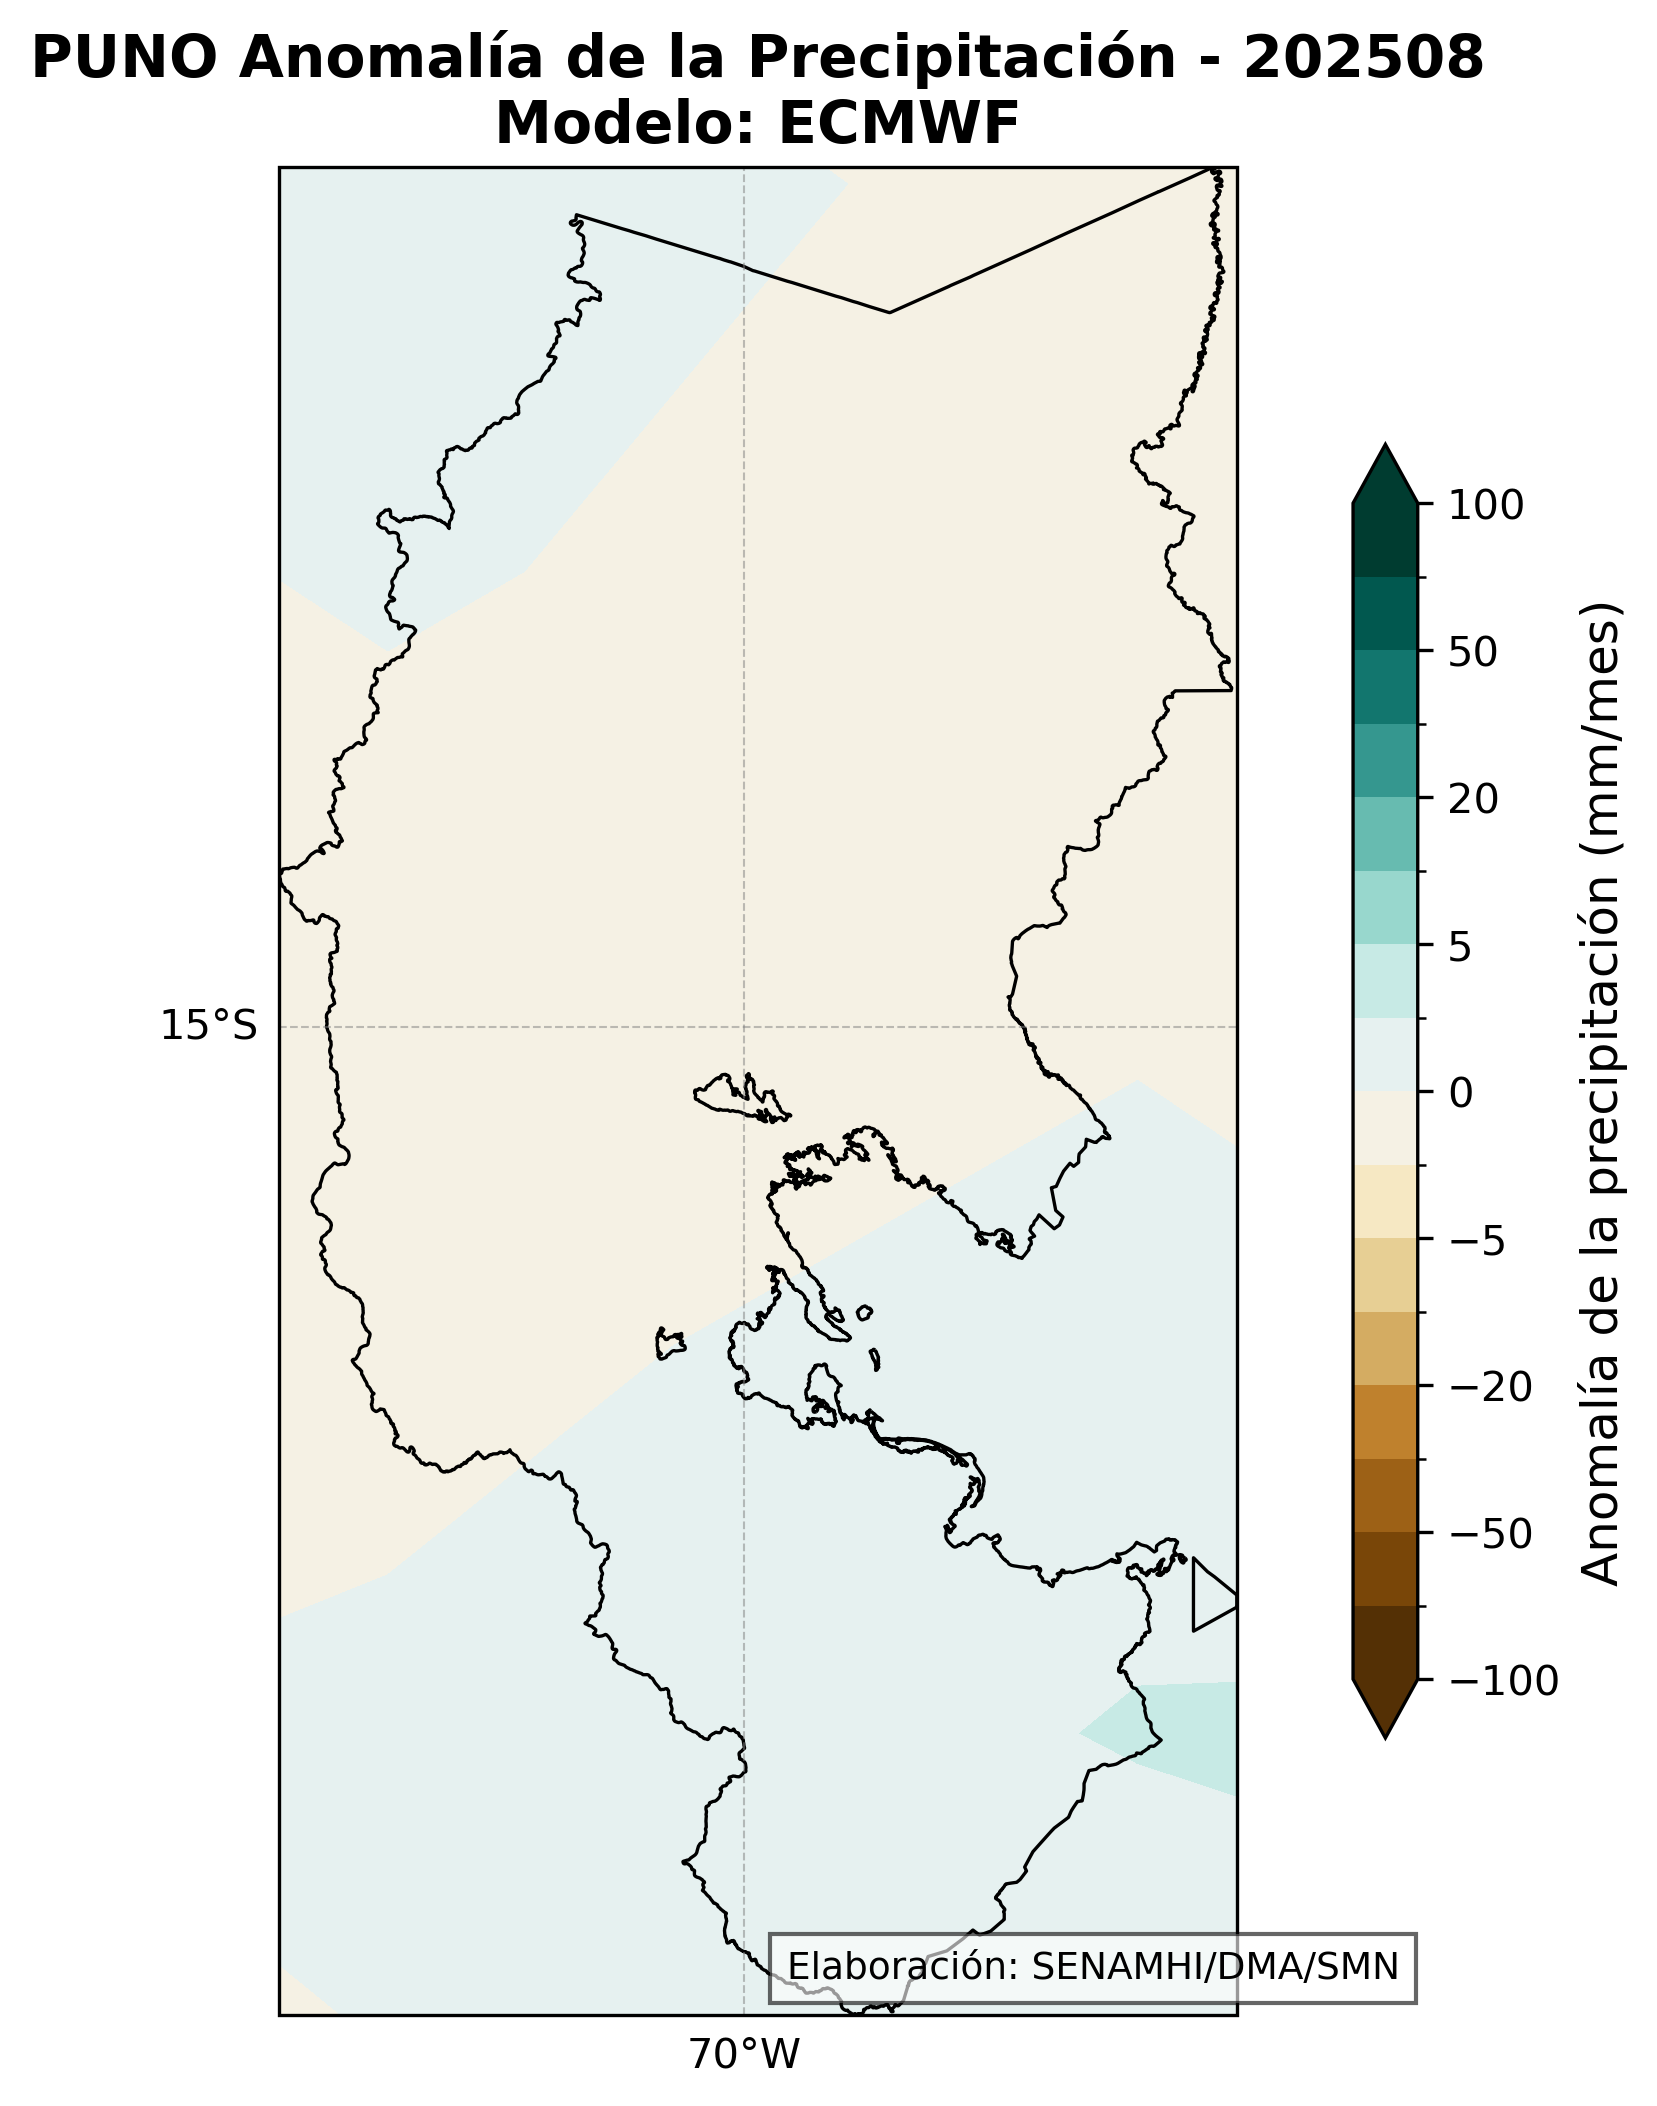 PUNO Anomalía de la Precipitación - 202508
Modelo: ECMWF
100
50
20
5
0
−5
−20
−50
−100
Anomalía de la precipitación (mm/mes)
15°S
Elaboración: SENAMHI/DMA/SMN
70°W